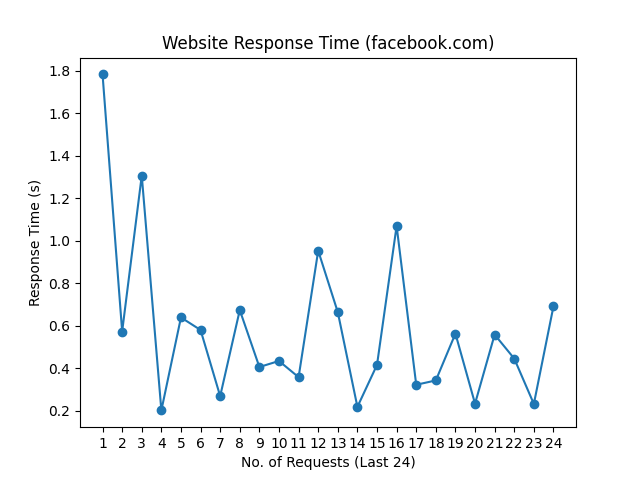 Website Response Time (facebook.com)
Response Time (s)
1.8
1.6
1.4
1.2
1.0
0.8
0.6
0.4
0.2
1 2 3 4 5 6 7 8 9 10 11 12 13 14 15 16 17 18 19 20 21 22 23 24
No. of Requests (Last 24)